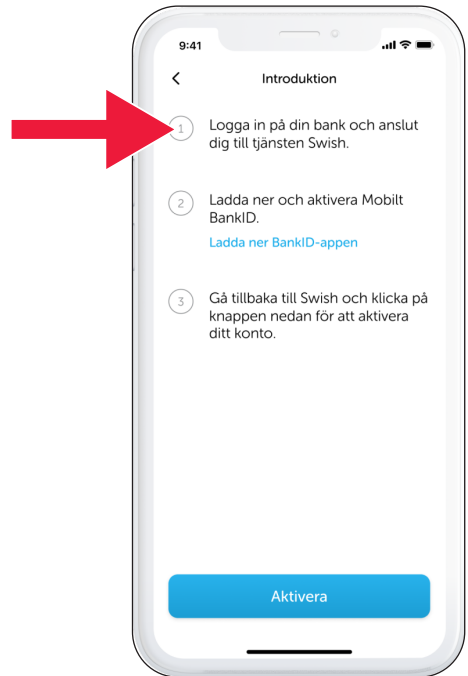 9:41
Introduktion
1
Logga in på din bank och anslut
dig till tjänsten Swish.
2
Ladda ner och aktivera Mobilt
BankID.
Ladda ner BankID-appen
3
Gå tillbaka till Swish och klicka på
knappen nedan för att aktivera
ditt konto.
Aktivera